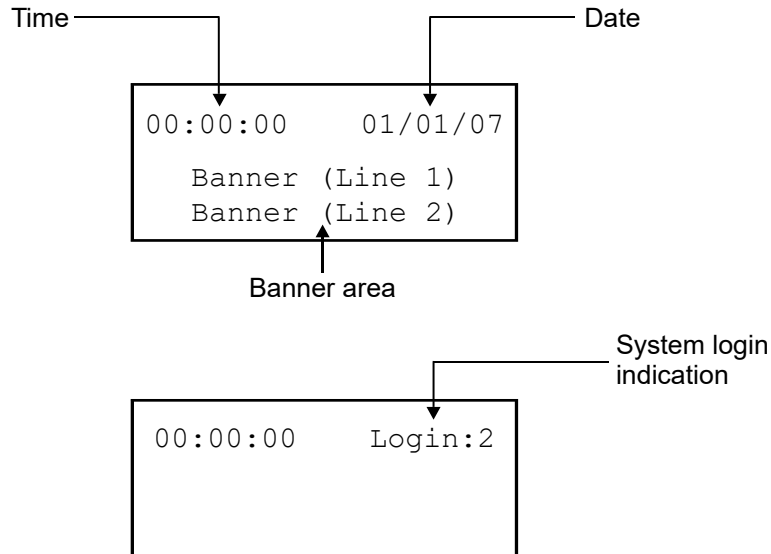 Time
Date
00:00:00 01/01/07
Banner (Line 1)
Banner (Line 2)
Banner area
System login
indication
00:00:00 Login:2